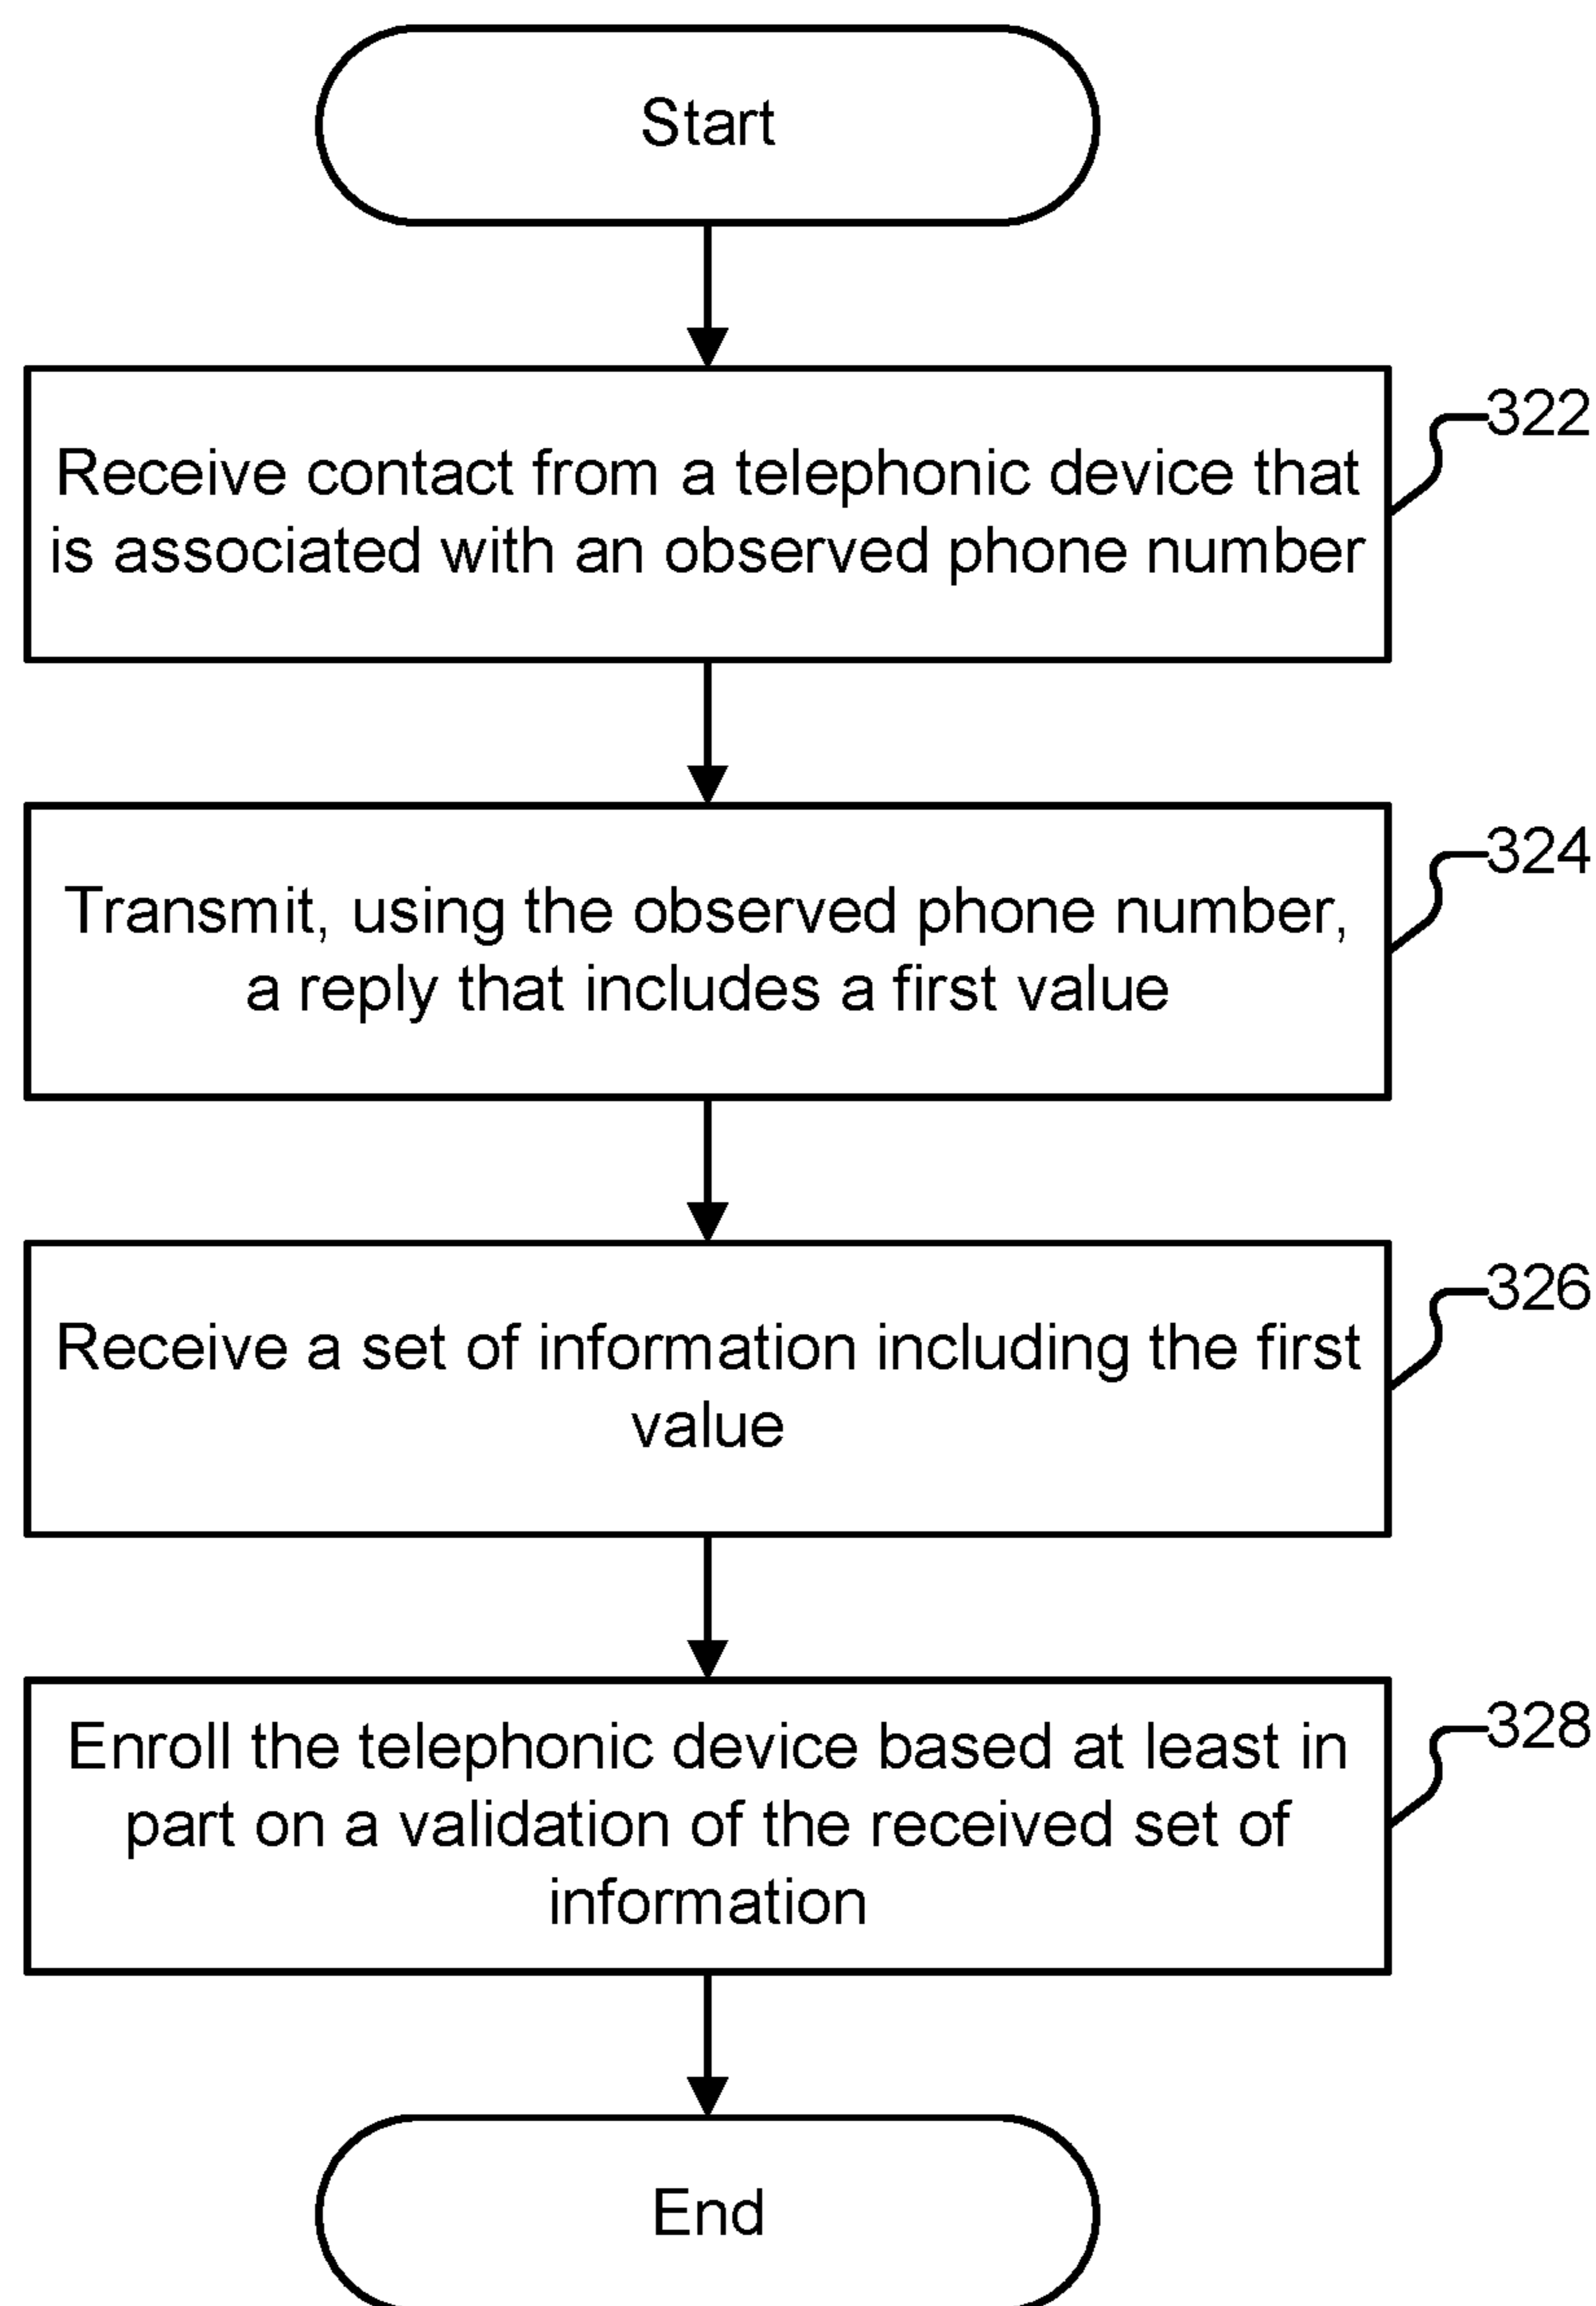 Start
322
Receive contact from a telephonic device that
is associated with an observed phone number
324
Transmit, using the observed phone number,
a reply that includes a first value
326
Receive a set of information including the first
value
328
Enroll the telephonic device based at least in
part on a validation of the received set of
information
End